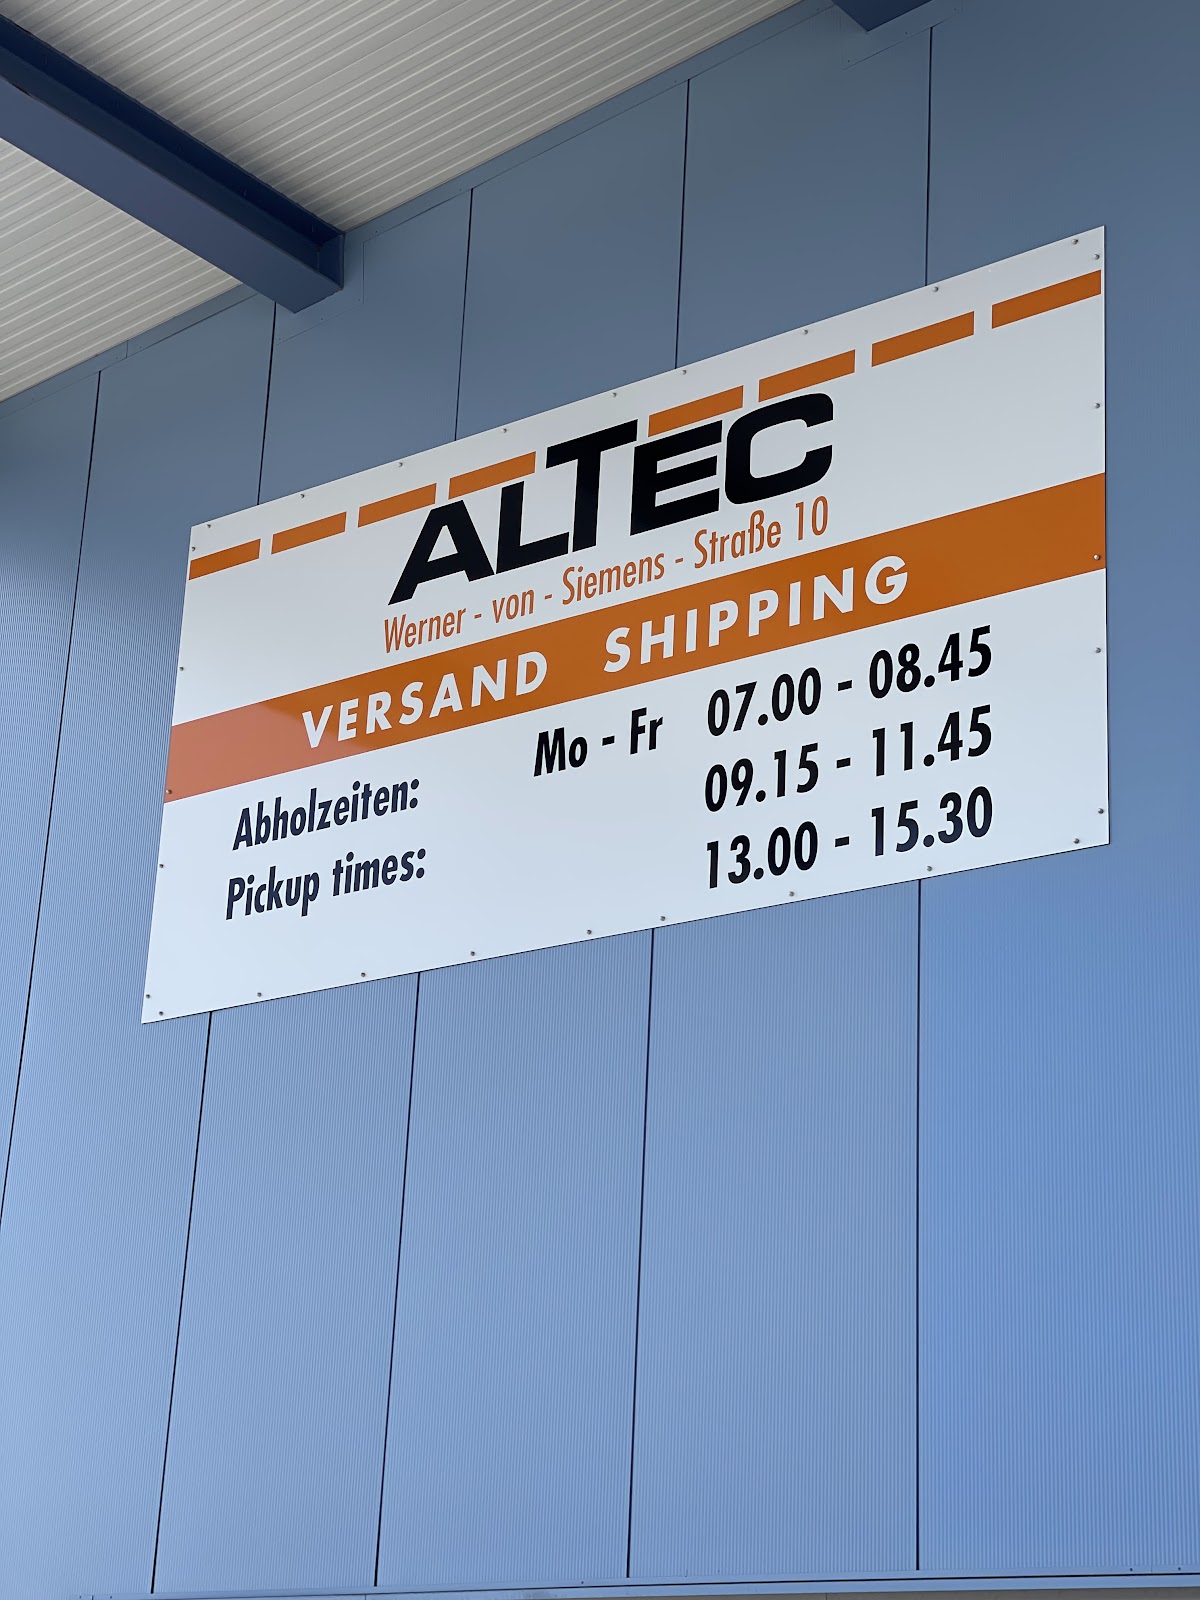 ALTEC
Werner - von - Siemens - Straße 10
VERSAND SHIPPING
Abholzeiten: Mo - Fr 07.00 - 08.45
Pickup times: 09.15 - 11.45
13.00 - 15.30